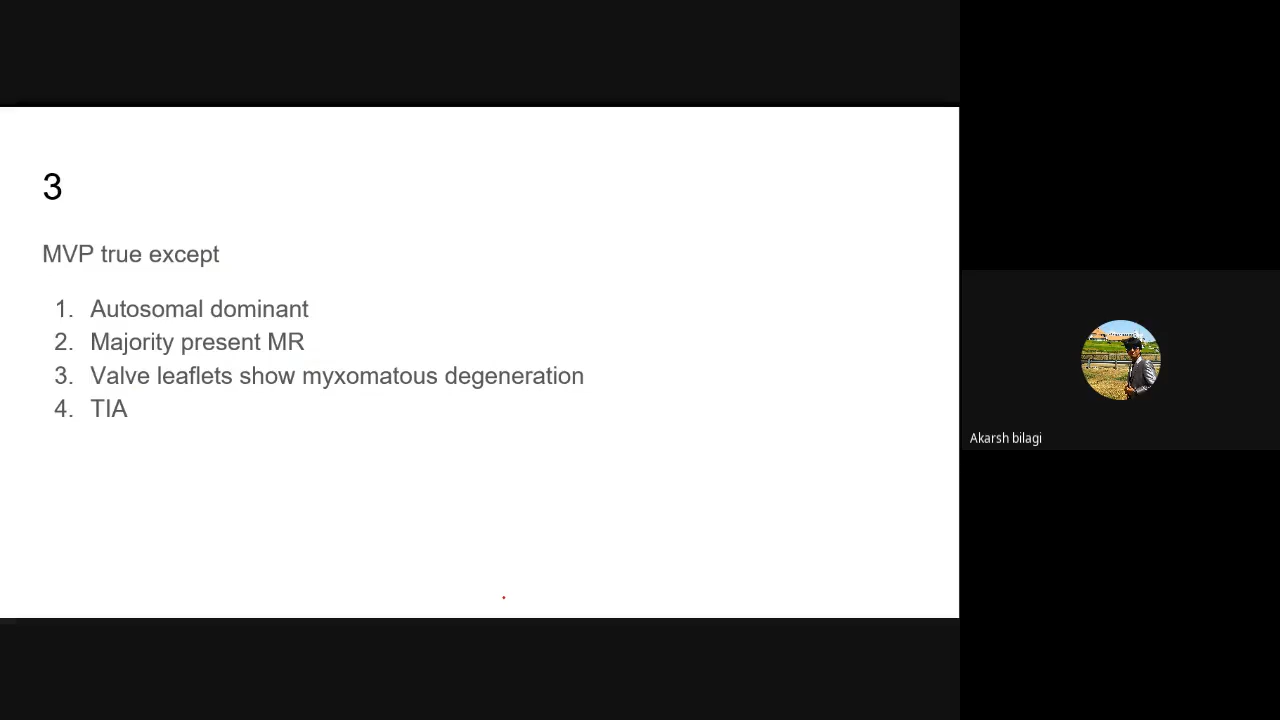 3
MVP true except
1. Autosomal dominant
2. Majority present MR
3. Valve leaflets show myxomatous degeneration
4. TIA
Akarsh bilagi